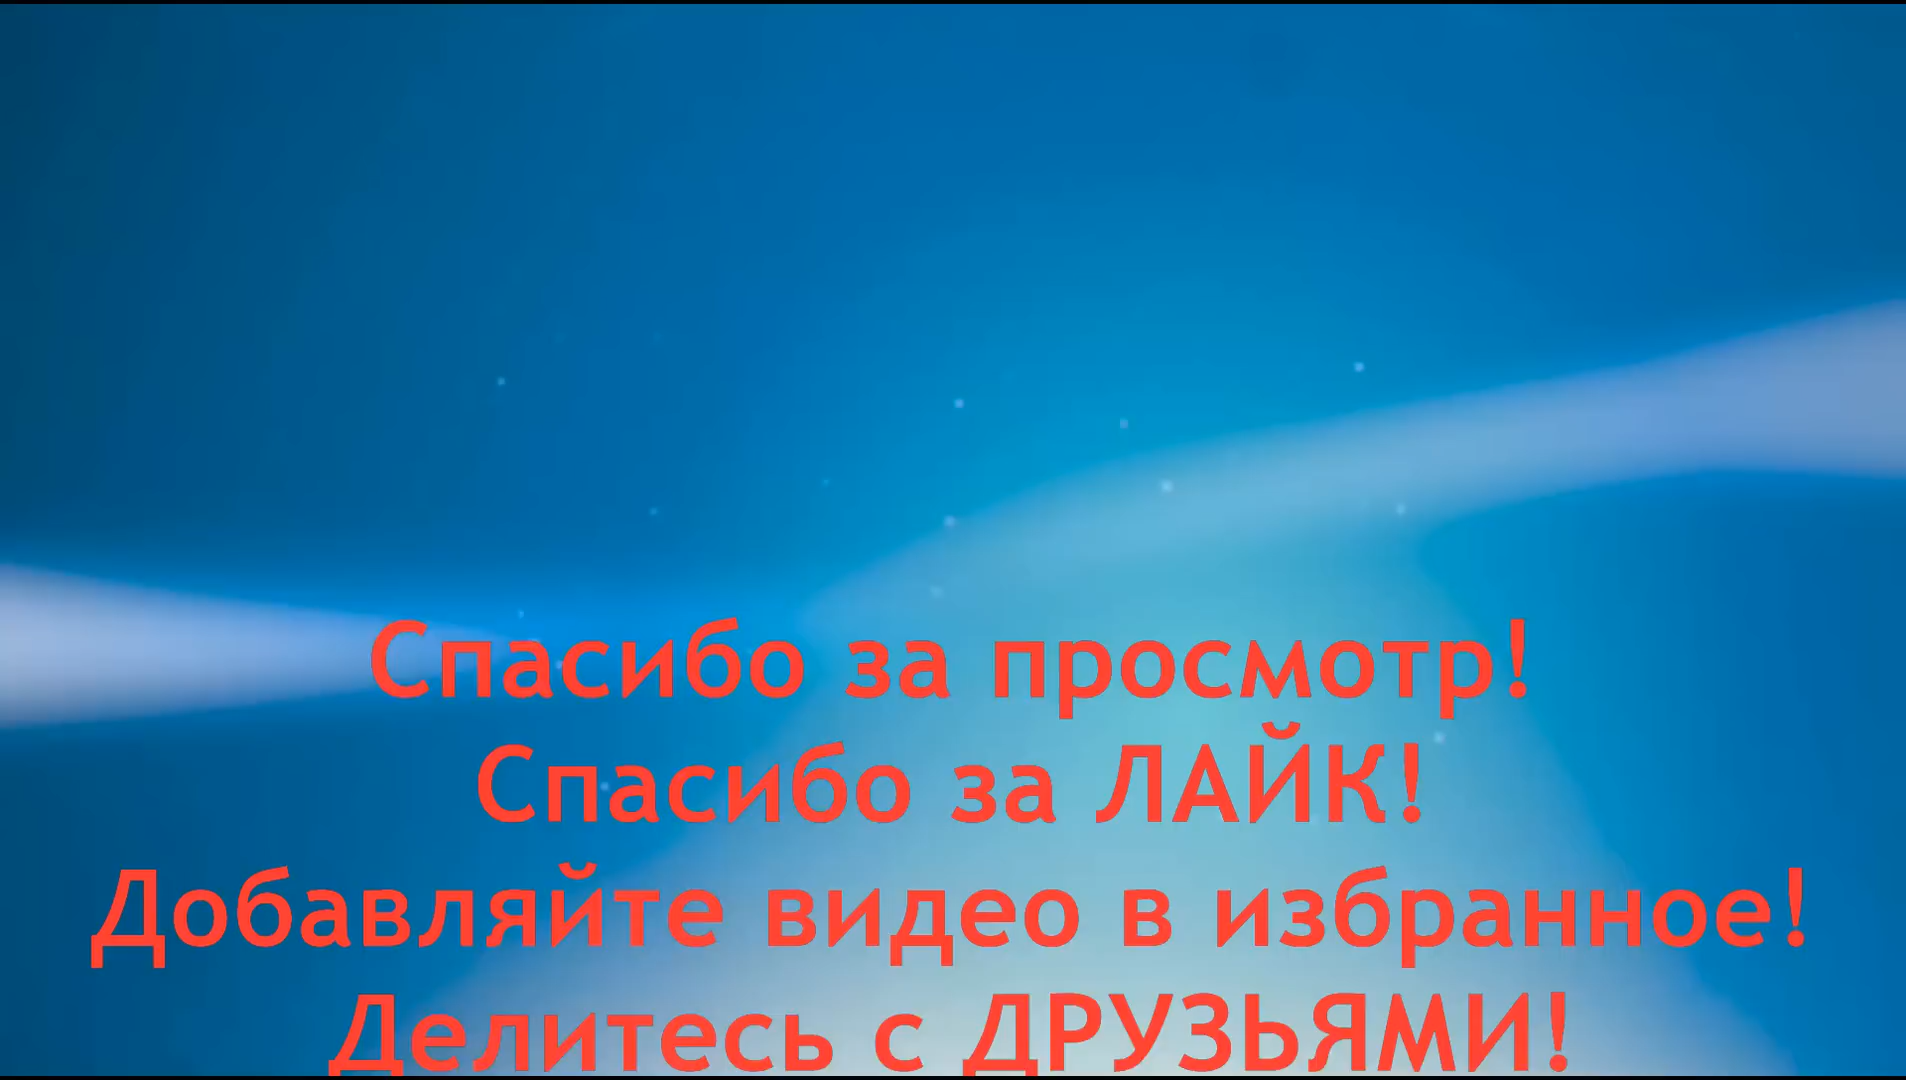 Спасибо за просмотр!
Спасибо за ЛАЙК!
Добавляйте видео в избранное!
Делитесь с ДРУЗЬЯМИ!